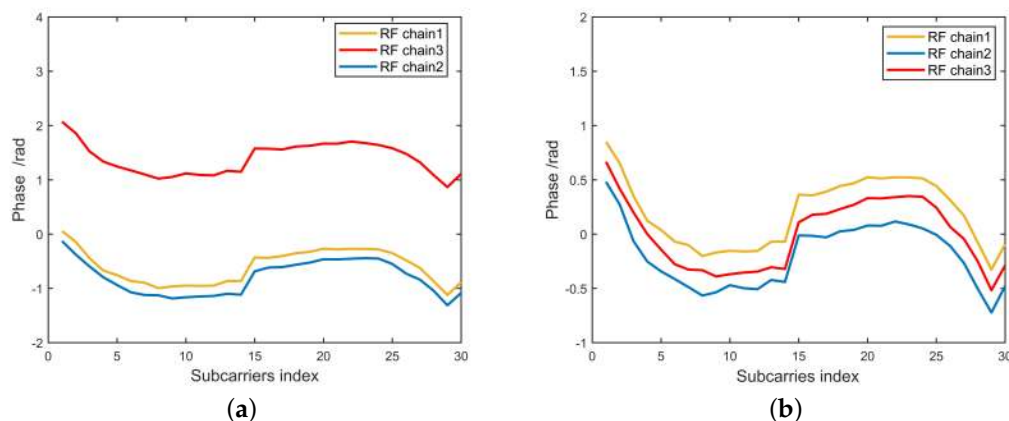 4
3
2
1
0
-1
-2
Phase /rad
RF chain1
RF chain3
RF chain2
0 5 10 15 20 25 30
Subcarriers index
(a)
2
1.5
1
0.5
0
-0.5
-1
Phase /rad
RF chain1
RF chain2
RF chain3
0 5 10 15 20 25 30
Subcarries index
(b)